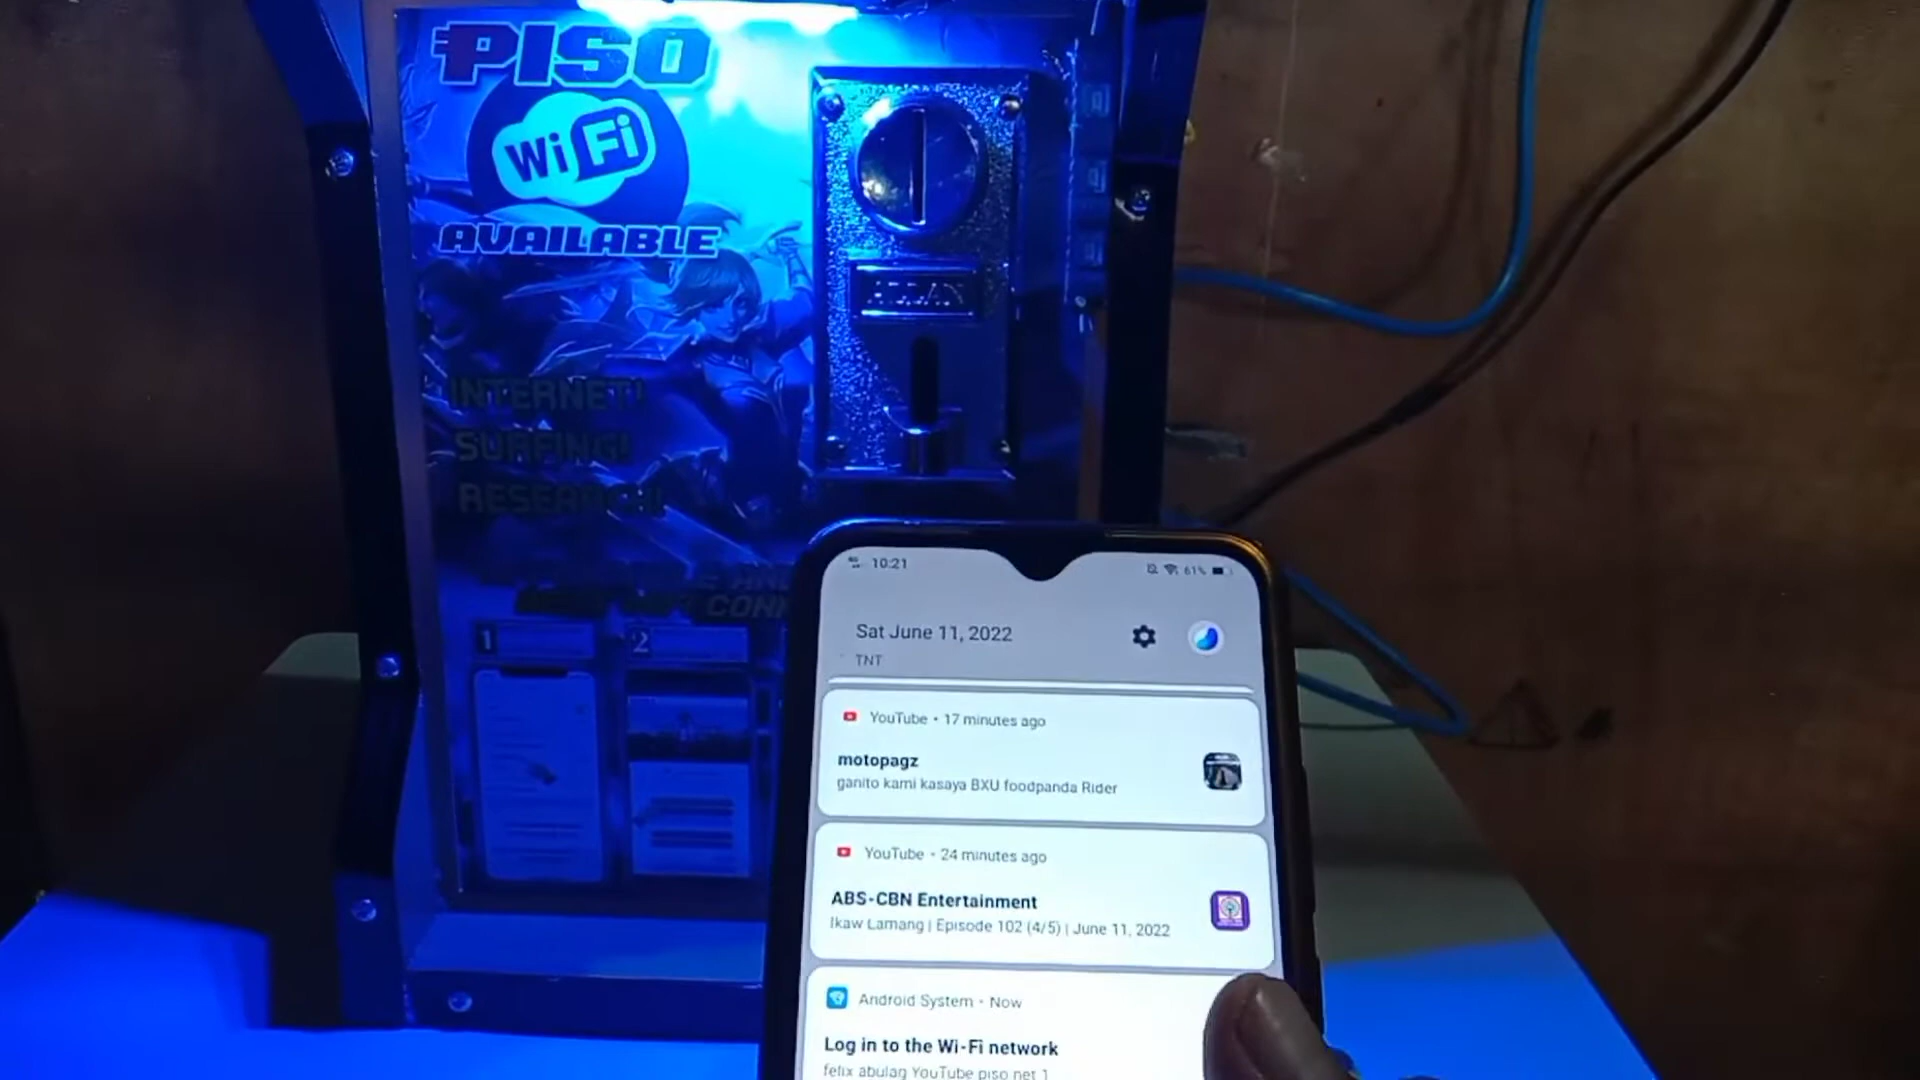 ₱ISO
WiFi
AVAILABLE
ALLAN
INTERNET!
SURFING!
RESEARCH!
CONN
1
2
10:21
61%
Sat June 11, 2022
TNT
YouTube • 17 minutes ago
motopagz
ganito kami kasaya BXU foodpanda Rider
YouTube • 24 minutes ago
ABS-CBN Entertainment
Ikaw Lamang | Episode 102 (4/5) | June 11, 2022
Android System • Now
Log in to the Wi-Fi network
felix abulag YouTube piso net 1